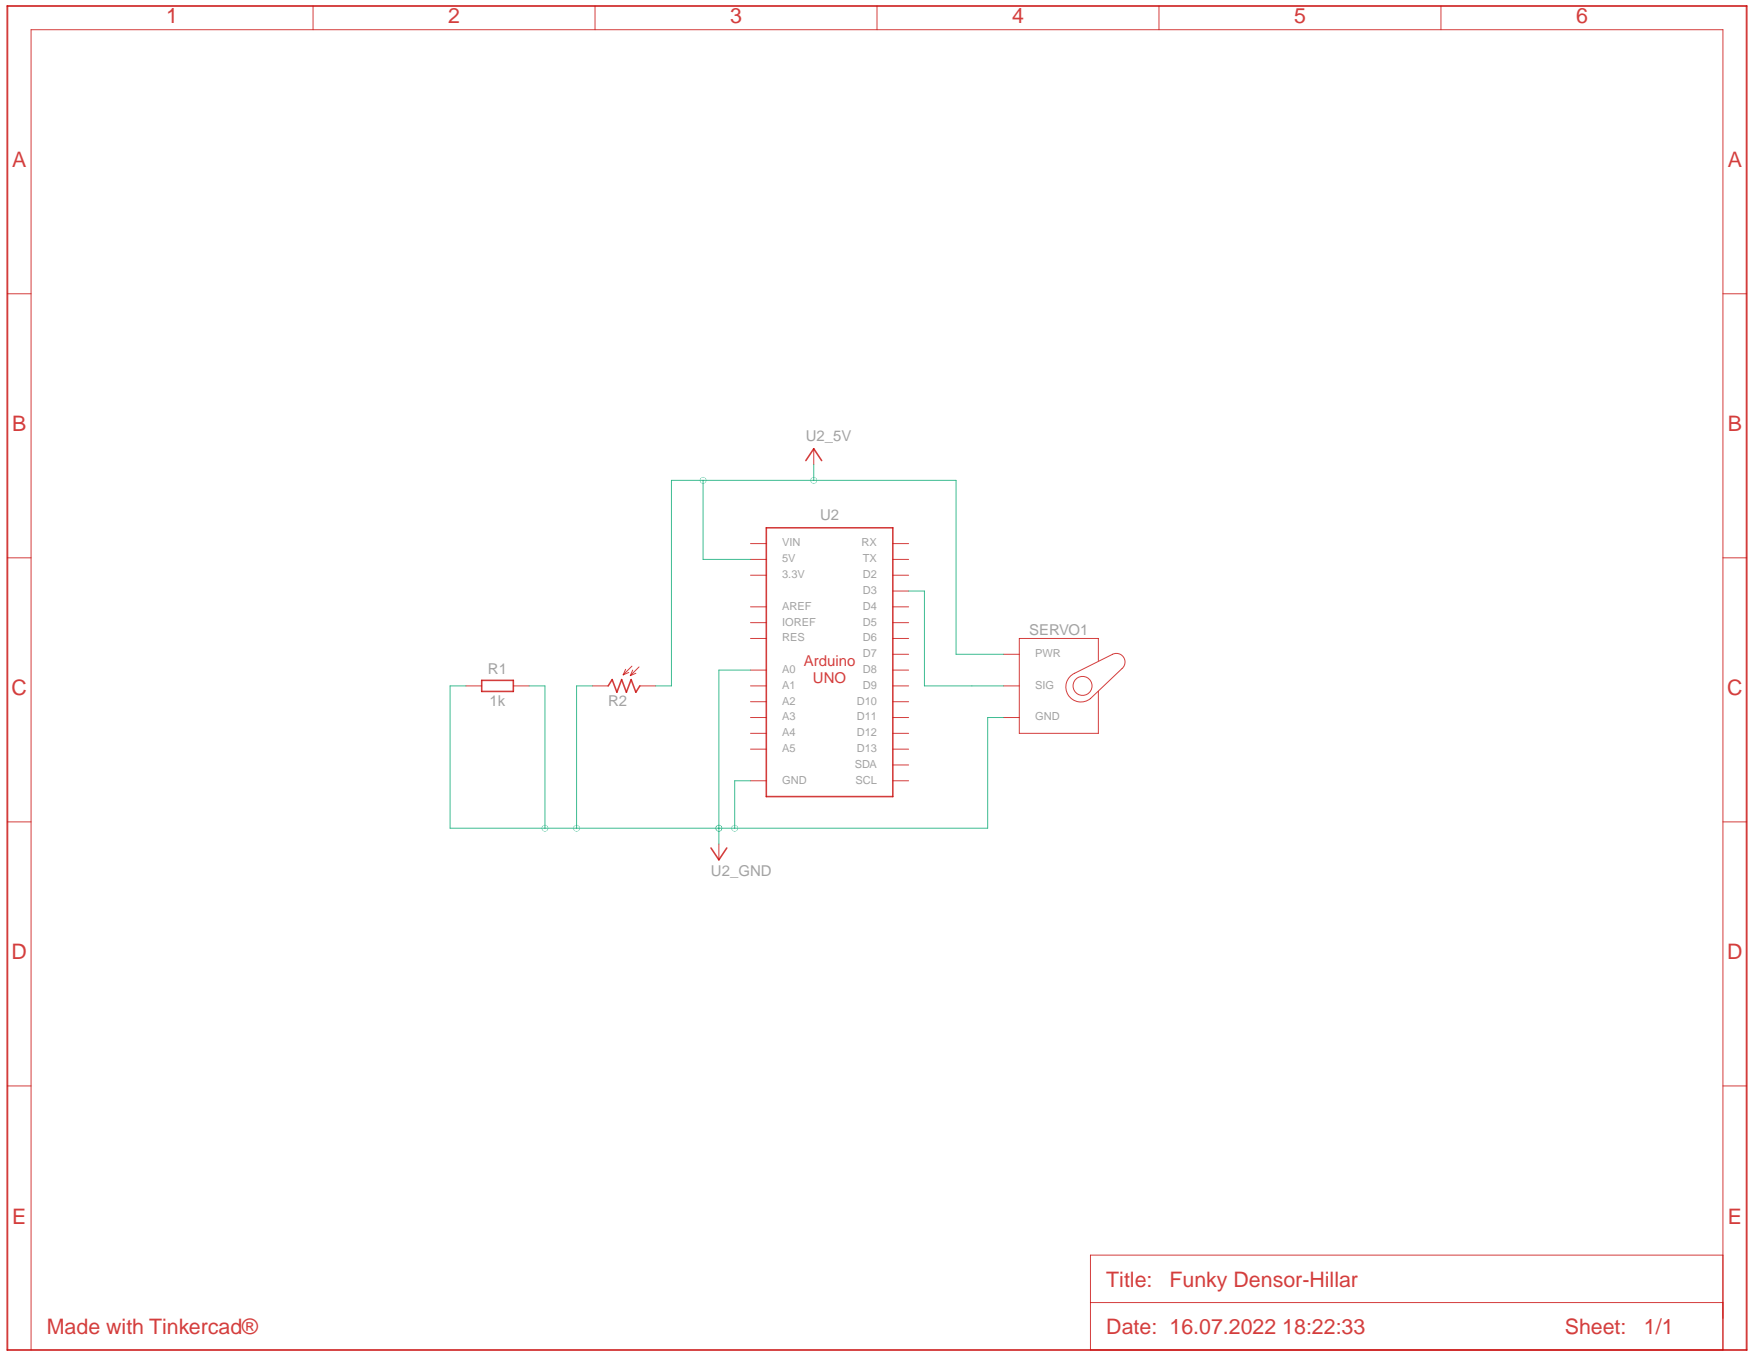 1 2 3 4 5 6
A A
B B
U2_5V
U2
VIN RX
5V TX
3.3V D2
D3
AREF D4
IOREF D5
RES D6
D7
A0 Arduino D8
A1 UNO D9
A2 D10
A3 D11
A4 D12
A5 D13
SDA
GND SCL
SERVO1
PWR
SIG
GND
R1
1k
R2
C C
U2_GND
D D
E E
Title: Funky Densor-Hillar
Made with Tinkercad®
Date: 16.07.2022 18:22:33 Sheet: 1/1